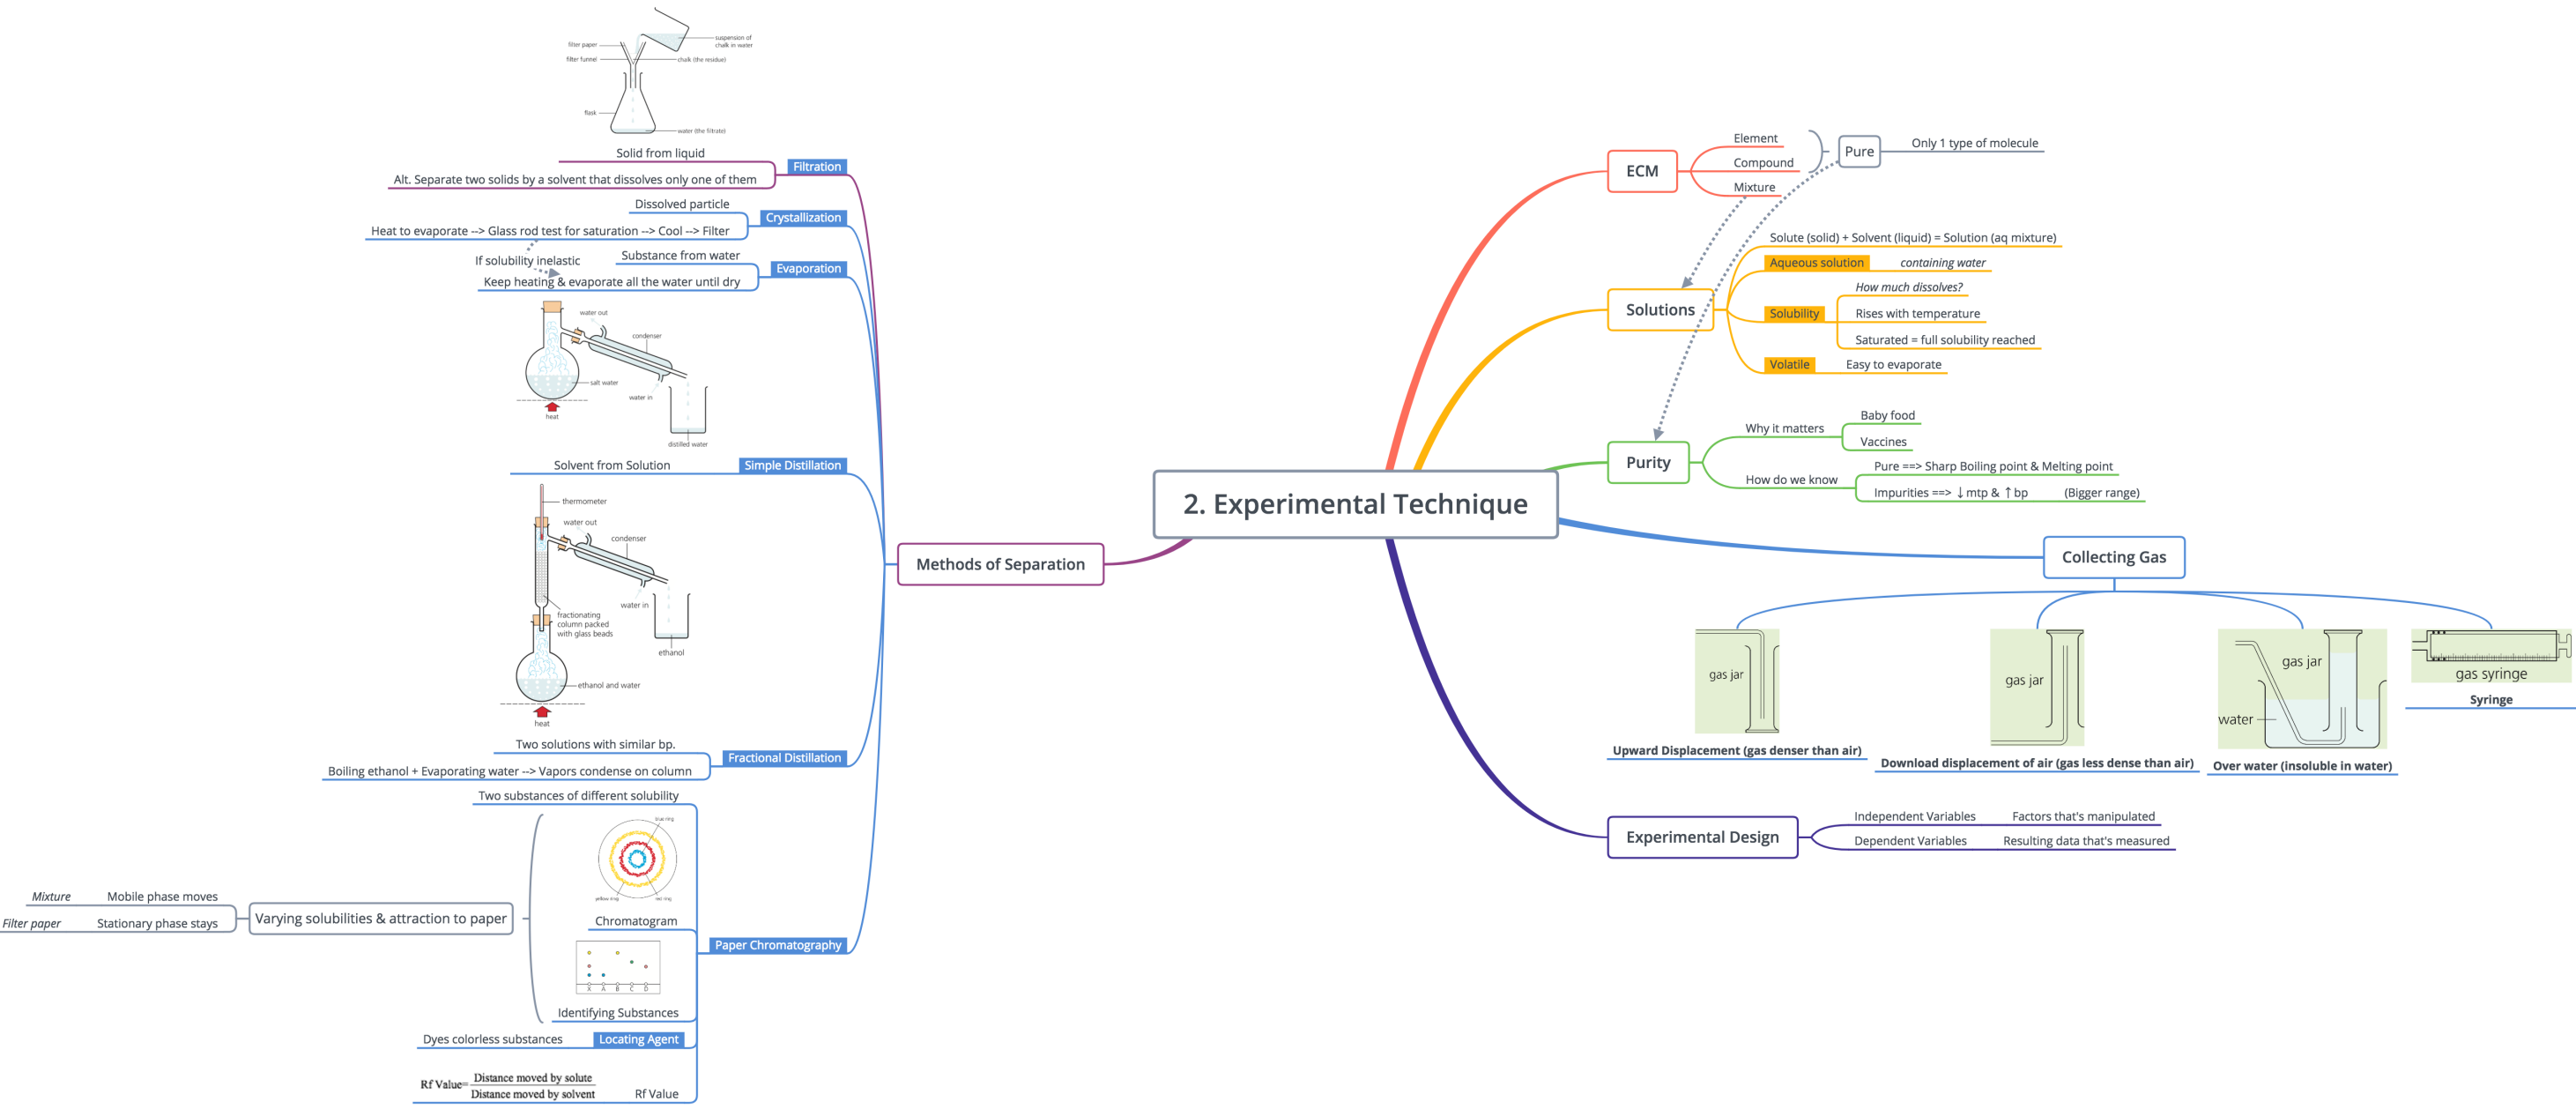 2. Experimental Technique
ECM
Element
Compound
Mixture
Pure
Only 1 type of molecule
Solutions
Solute (solid) + Solvent (liquid) = Solution (aq mixture)
Aqueous solution
containing water
Solubility
How much dissolves?
Rises with temperature
Saturated = full solubility reached
Volatile
Easy to evaporate
Purity
Why it matters
Baby food
Vaccines
How do we know
Pure ==> Sharp Boiling point & Melting point
Impurities ==> ↓mtp & ↑bp (Bigger range)
Collecting Gas
gas jar
Upward Displacement (gas denser than air)
gas jar
Download displacement of air (gas less dense than air)
gas jar
water
Over water (insoluble in water)
gas syringe
Syringe
Experimental Design
Independent Variables
Factors that's manipulated
Dependent Variables
Resulting data that's measured
Methods of Separation
filter paper
filter funnel
flask
suspension of
chalk in water
chalk (the residue)
water (the filtrate)
Filtration
Solid from liquid
Alt. Separate two solids by a solvent that dissolves only one of them
Crystallization
Dissolved particle
Heat to evaporate --> Glass rod test for saturation --> Cool --> Filter
If solubility inelastic
Evaporation
Substance from water
Keep heating & evaporate all the water until dry
water out
condenser
salt water
water in
heat
distilled water
Simple Distillation
Solvent from Solution
thermometer
water out
condenser
water in
fractionating
column packed
with glass beads
ethanol
ethanol and water
heat
Fractional Distillation
Two solutions with similar bp.
Boiling ethanol + Evaporating water --> Vapors condense on column
Paper Chromatography
Two substances of different solubility
blue ring
yellow ring
red ring
Chromatogram
X A B C D
Identifying Substances
Varying solubilities & attraction to paper
Mobile phase moves
Mixture
Stationary phase stays
Filter paper
Locating Agent
Dyes colorless substances
Rf Value
Rf Value= Distance moved by solute
Distance moved by solvent